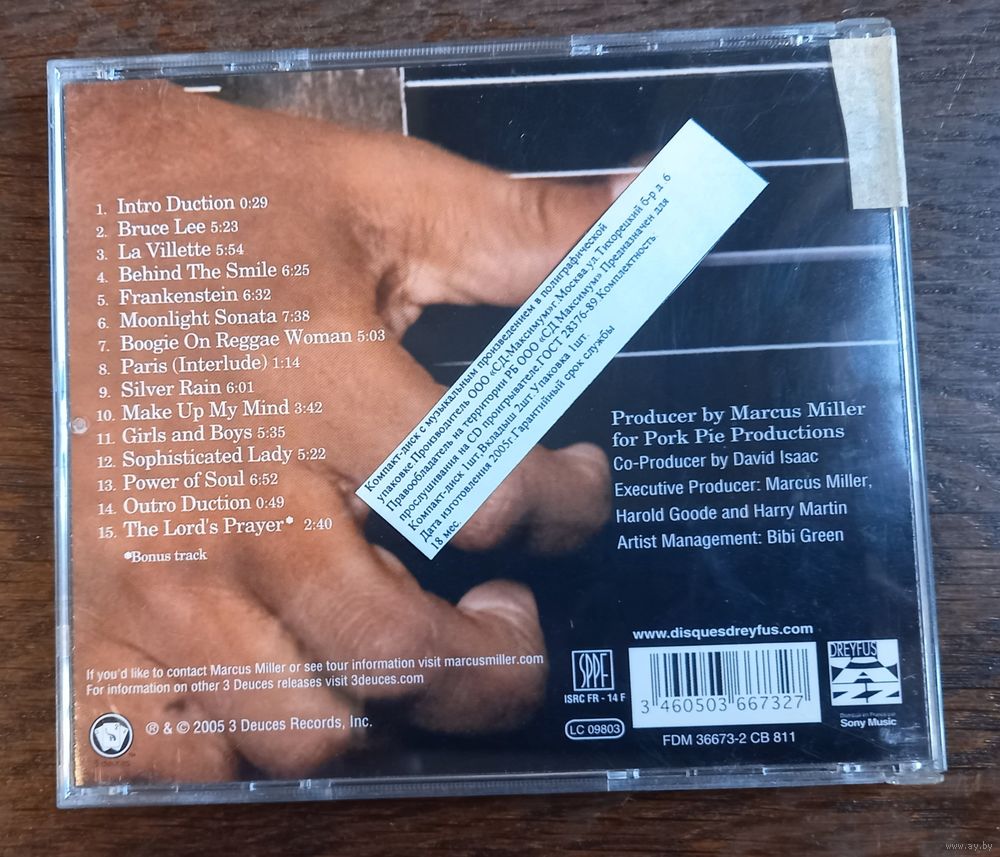 1. Intro Duction 0:29
2. Bruce Lee 5:23
3. La Villette 5:54
4. Behind The Smile 6:25
5. Frankenstein 6:32
6. Moonlight Sonata 7:38
7. Boogie On Reggae Woman 5:03
8. Paris (Interlude) 1:14
9. Silver Rain 6:01
10. Make Up My Mind 3:42
11. Girls and Boys 5:35
12. Sophisticated Lady 5:22
13. Power of Soul 6:52
14. Outro Duction 0:49
15. The Lord's Prayer* 2:40
*Bonus track
Компакт-диск с музыкальным произведением в полиграфической
упаковке.Производитель ООО «СД-Максимум»г.Москва ул.Тихорецкий б-р д 6
Правообладатель на территории РБ ООО «СД Максимум» Предназначен для
прослушивания на CD проигрывателе.ГОСТ 28376-89 Комплектность
Компакт-диск 1шт,Вкладыш 2шт.Упаковка 1шт.
Дата изготовления 2005г.Гарантийный срок службы
18 мес
Producer by Marcus Miller
for Pork Pie Productions
Co-Producer by David Isaac
Executive Producer: Marcus Miller,
Harold Goode and Harry Martin
Artist Management: Bibi Green
www.disquesdreyfus.com
If you'd like to contact Marcus Miller or see tour information visit marcusmiller.com
For information on other 3 Deuces releases visit 3deuces.com
℗ & © 2005 3 Deuces Records, Inc.
SPPF
ISRC FR - 14 F
LC 09803
3 460503 667327
FDM 36673-2 CB 811
DREYFUS
JAZZ
Sony Music
www.ay.by